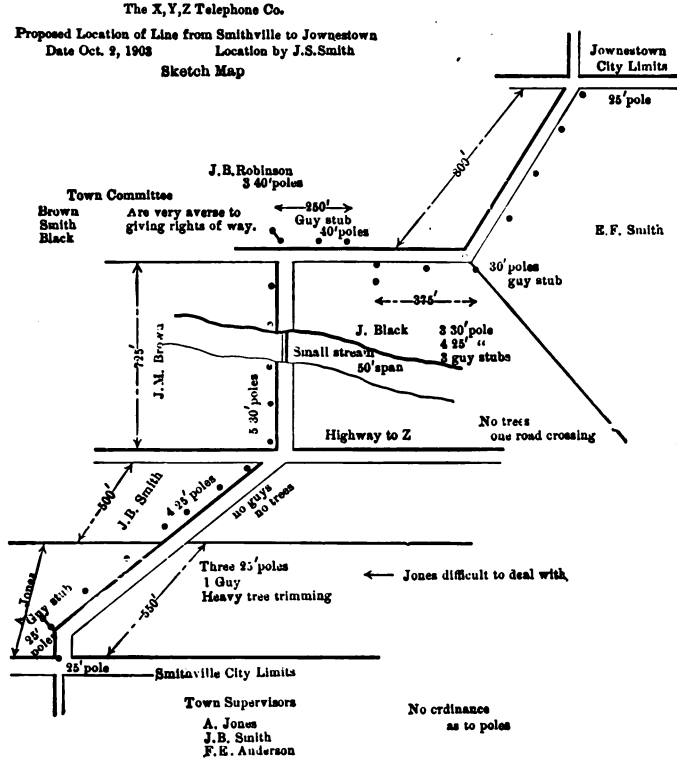 The X,Y,Z Telephone Co.
Proposed Location of Line from Smithville to Jownestown
Date Oct. 2, 1903 Location by J.S.Smith
Sketch Map
Jownestown
City Limits
25' pole
800'
J.B.Robinson
3 40' poles
Town Committee
Brown
Smith
Black
Are very averse to
giving rights of way.
250'
Guy stub
40' poles
E.F. Smith
30' poles
guy stub
375'
J. Black
3 30' pole
4 25' "
3 guy stubs
725'
J.M. Brown
Small stream
50' span
5 30' poles
No trees
one road crossing
Highway to Z
500'
J.B. Smith
4 25' poles
no guys
no trees
Three 25' poles
1 Guy
Heavy tree trimming
Jones difficult to deal with,
A. Jones
Guy stub
25'
poles
550'
25' pole
Smithville City Limits
Town Supervisors
A. Jones
J.B. Smith
F.E. Anderson
No ordinance
as to poles